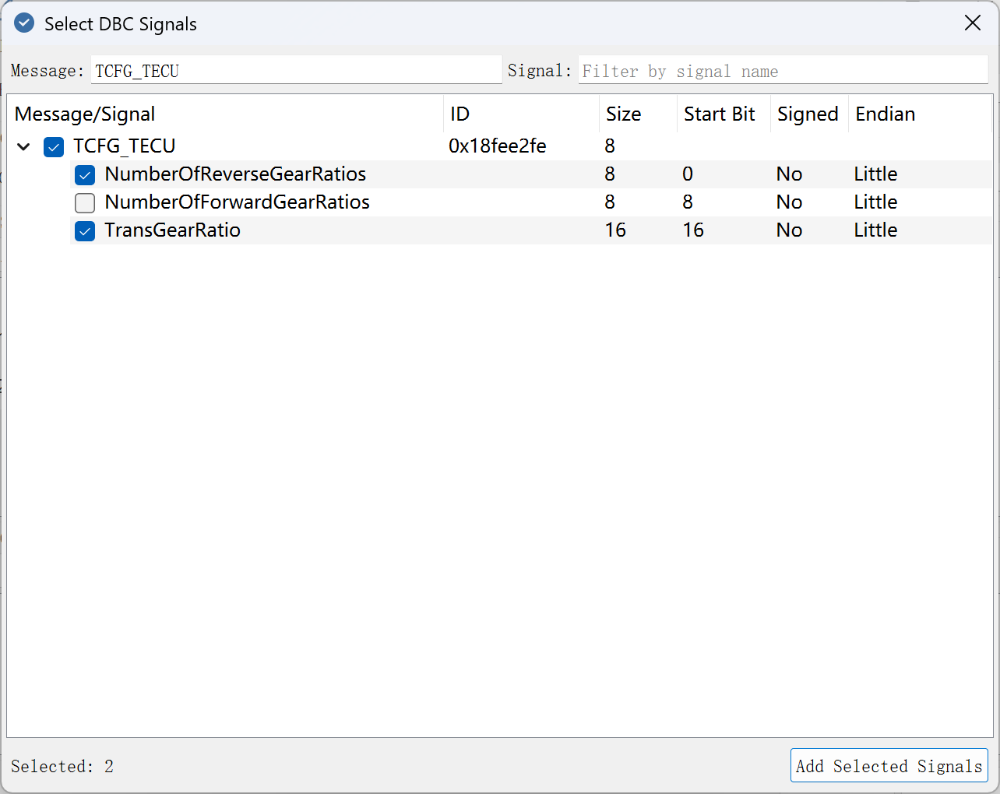 Select DBC Signals
Message: TCFG_TECU Signal: Filter by signal name
Message/Signal ID Size Start Bit Signed Endian
TCFG_TECU 0x18fee2fe 8
NumberOfReverseGearRatios 8 0 No Little
NumberOfForwardGearRatios 8 8 No Little
TransGearRatio 16 16 No Little
Selected: 2 Add Selected Signals